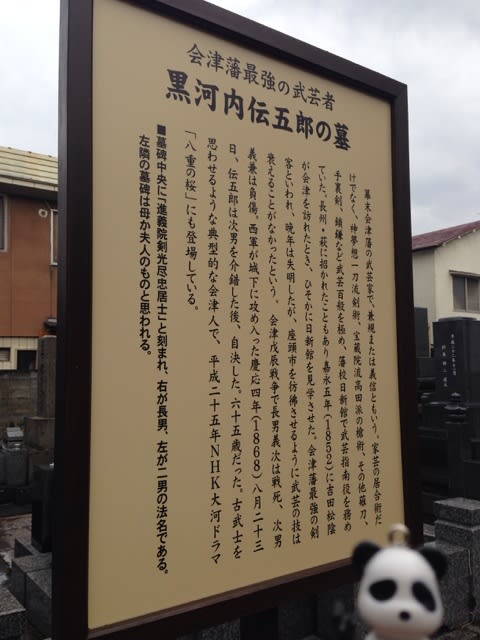 会津藩最強の武芸者
黒河内伝五郎の墓
幕末会津藩の武芸家で、兼規または義信ともいう。家芸の居合術だ
けでなく、神夢想一刀流剣術、宝蔵院流高田派の槍術、その他薙刀、
手裏剣、鎖鎌など武芸百般を極め、藩校日新館で武芸指南役を務め
ていた。長州・萩に招かれたこともあり嘉永五年(1852)に吉田松陰
が会津を訪れたとき、ひそかに日新館を見学させた。会津藩最強の剣
客といわれ、晩年は失明したが、座頭市を彷彿させるように武芸の技は
衰えることがなかったという。会津戊辰戦争で長男義次は戦死、次男
義兼は負傷。西軍が城下に攻め入った慶応四年(1868)八月二十三
日、伝五郎は次男を介錯した後、自決した。六十五歳だった。古武士を
思わせるような典型的な会津人で、平成二十五年NHK大河ドラマ
「八重の桜」にも登場している。
■墓碑中央に「進義院剣光尽忠居士」と刻まれ、右が長男、左が二男の法名である。
左隣の墓碑は母か夫人のものと思われる。